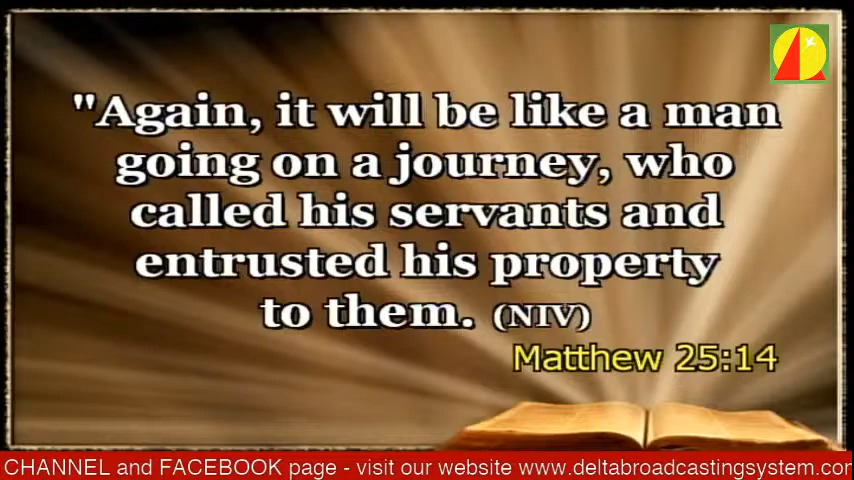 "Again, it will be like a man
going on a journey, who
called his servants and
entrusted his property
to them. (NIV)
Matthew 25:14
CHANNEL and FACEBOOK page - visit our website www.deltabroadcastingsystem.com